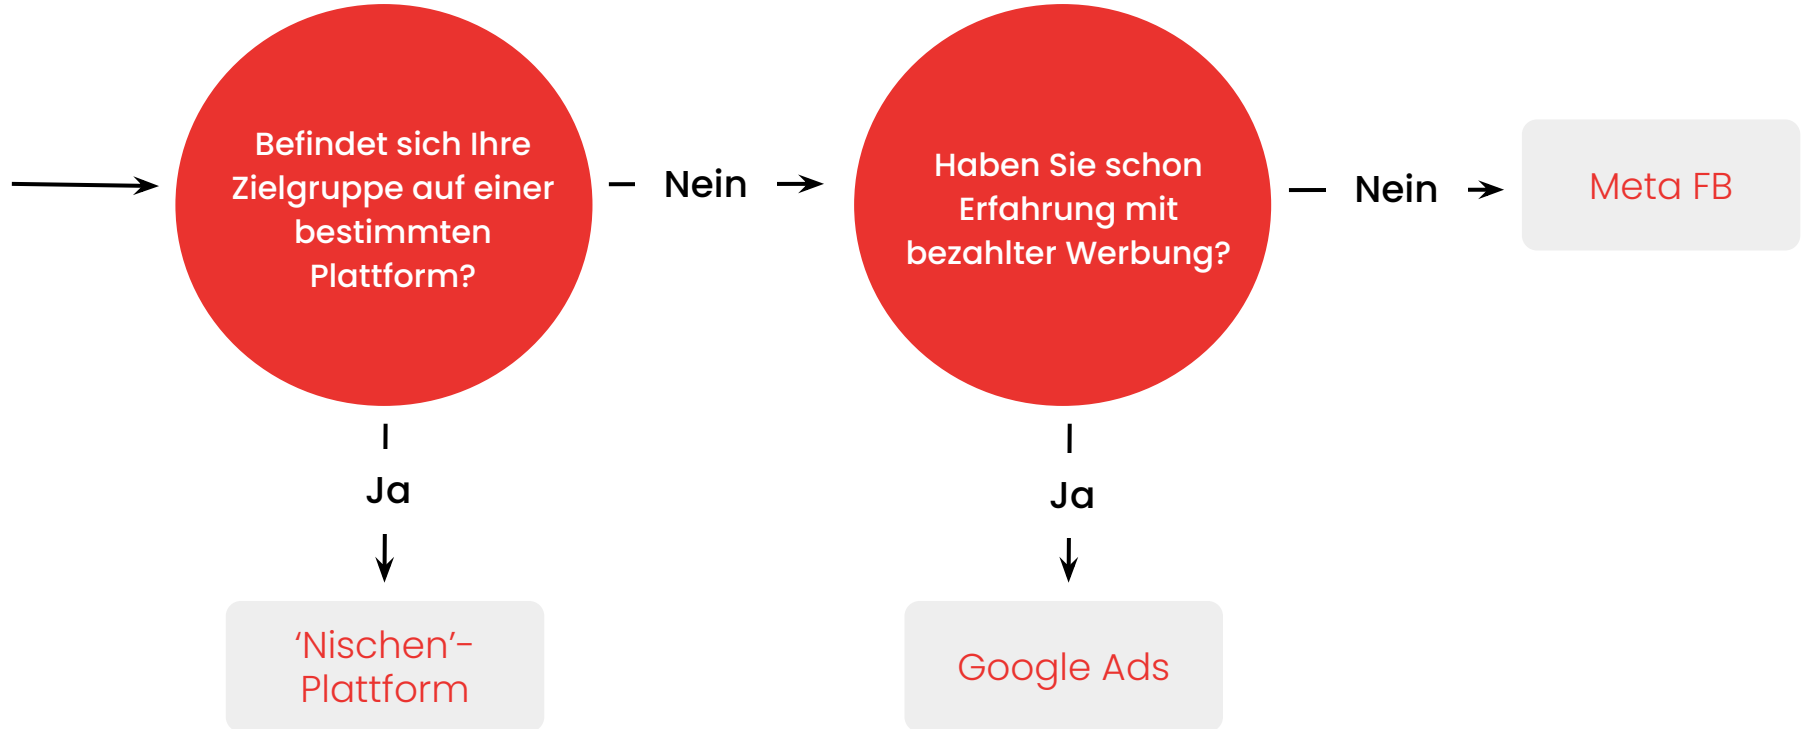 Befindet sich Ihre
Zielgruppe auf einer
bestimmten
Plattform?
Nein
Haben Sie schon
Erfahrung mit
bezahlter Werbung?
Nein
Meta FB
Ja
Ja
‘Nischen’-
Plattform
Google Ads